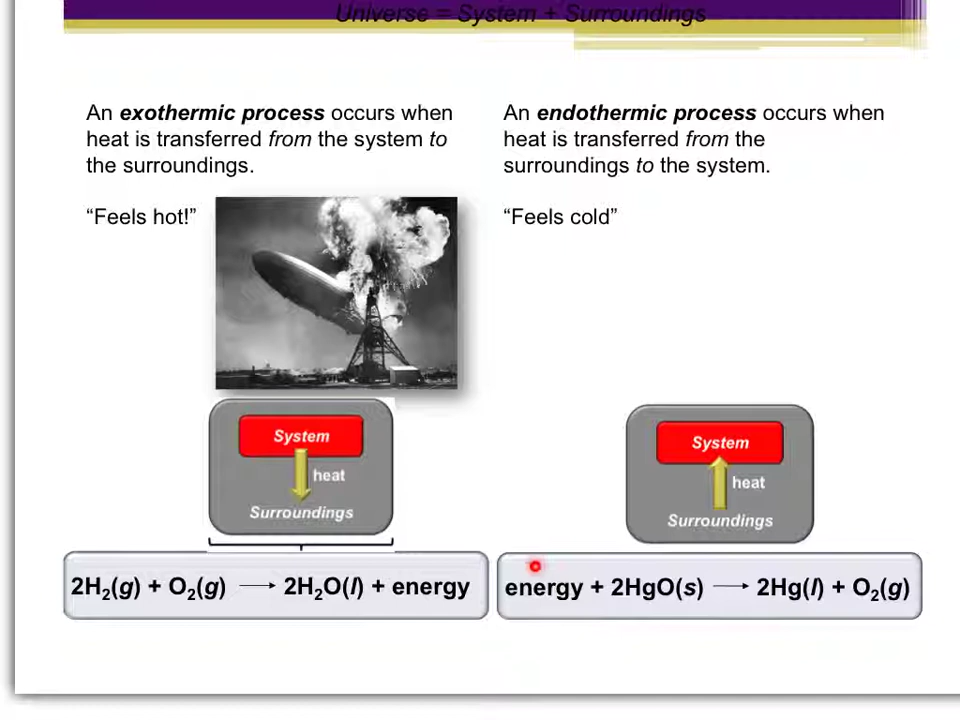 Universe = System + Surroundings
An exothermic process occurs when
heat is transferred from the system to
the surroundings.
“Feels hot!”
An endothermic process occurs when
heat is transferred from the
surroundings to the system.
“Feels cold”
System
heat
Surroundings
System
heat
Surroundings
2H₂(g) + O₂(g) ⟶ 2H₂O(l) + energy
energy + 2HgO(s) ⟶ 2Hg(l) + O₂(g)